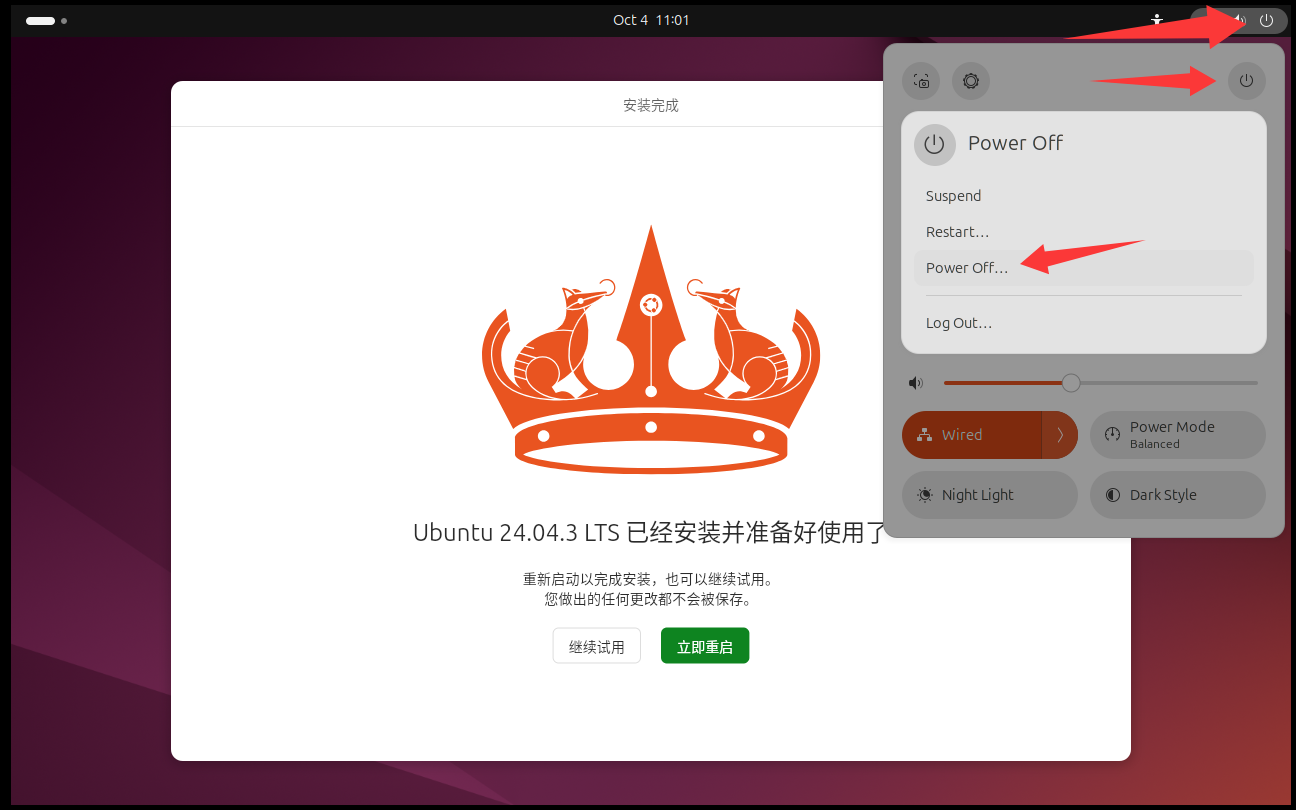 Oct 4 11:01
安装完成
Power Off
Suspend
Restart…
Power Off…
Log Out…
Wired
Power Mode
Balanced
Night Light
Dark Style
Ubuntu 24.04.3 LTS 已经安装并准备好使用了
重新启动以完成安装，也可以继续试用。
您做出的任何更改都不会被保存。
继续试用
立即重启